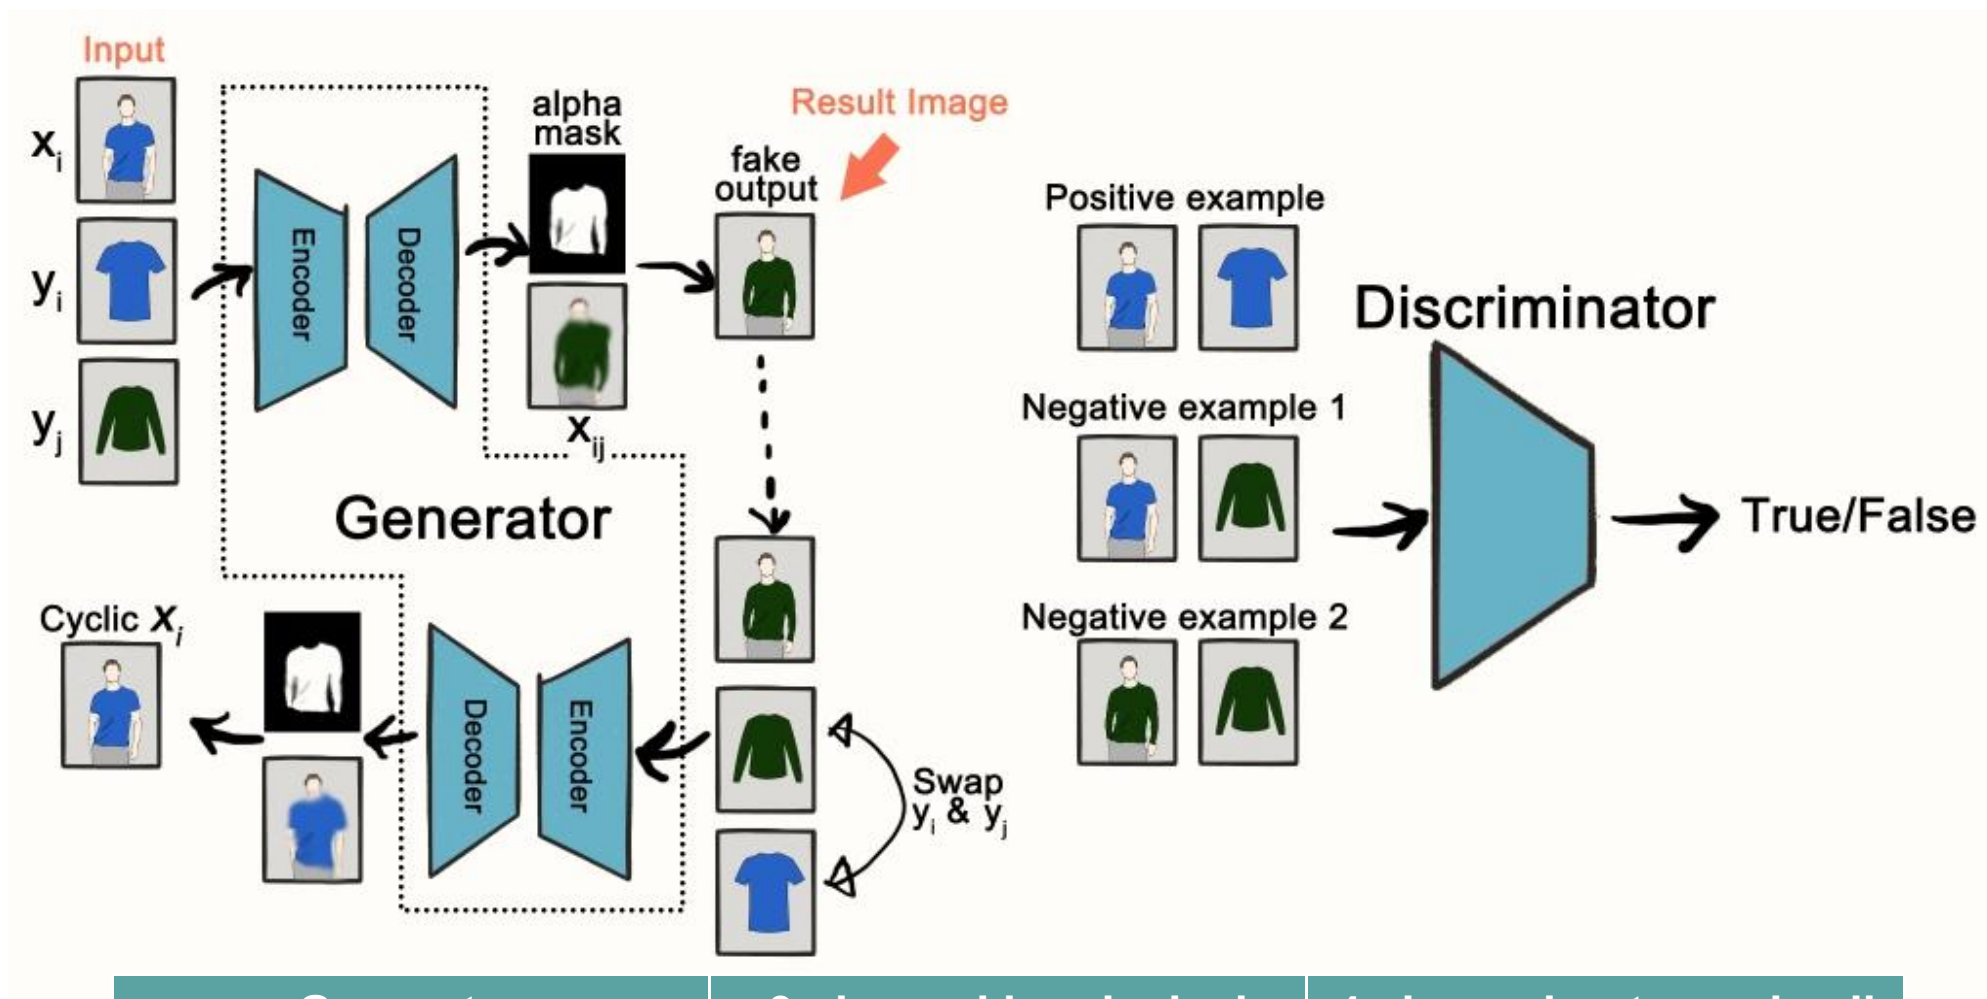 Input
x_i
y_i
y_j
Encoder
Decoder
alpha
mask
x_ij
fake
output
Result Image
Generator
Swap
y_i & y_j
Encoder
Decoder
Cyclic x_i
Positive example
Negative example 1
Negative example 2
Discriminator
True/False